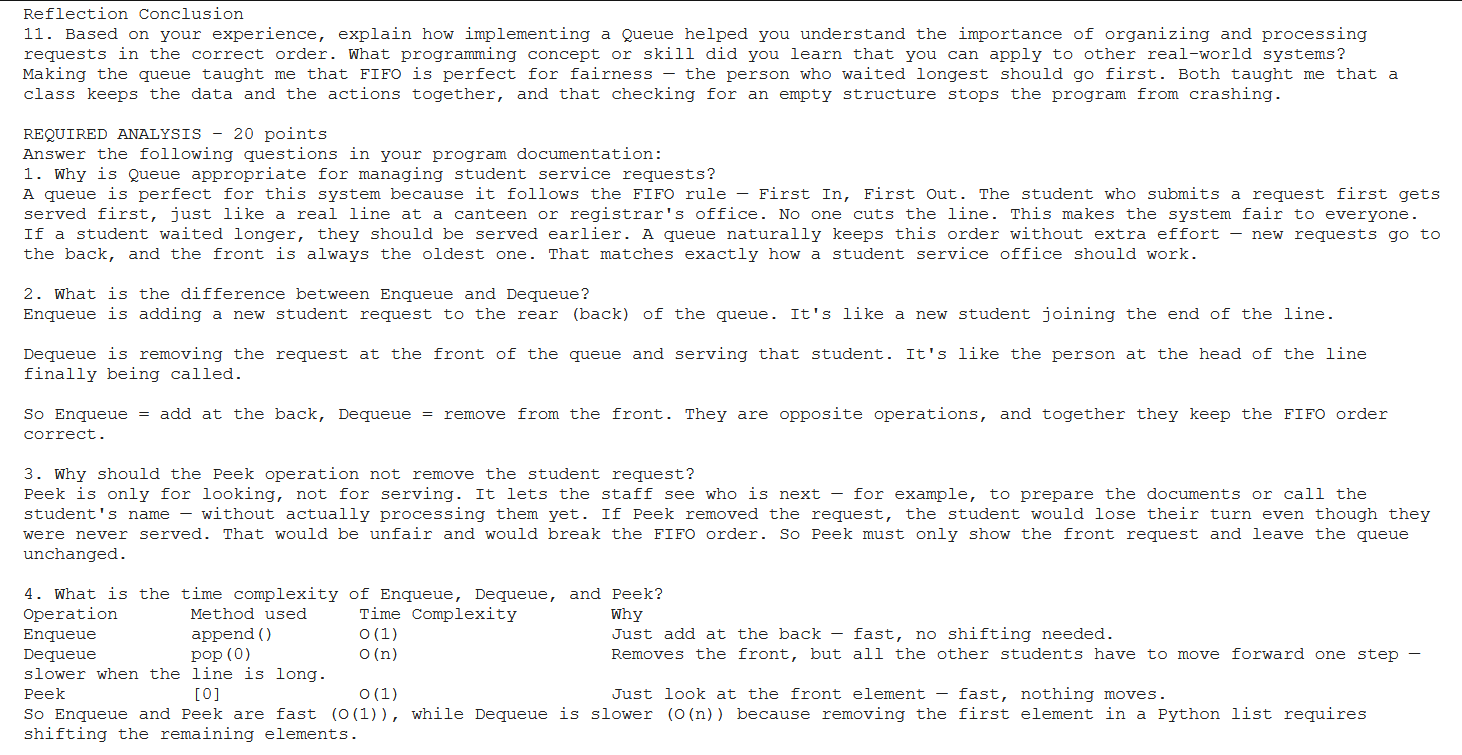 Reflection Conclusion
11. Based on your experience, explain how implementing a Queue helped you understand the importance of organizing and processing
requests in the correct order. What programming concept or skill did you learn that you can apply to other real-world systems?
Making the queue taught me that FIFO is perfect for fairness — the person who waited longest should go first. Both taught me that a
class keeps the data and the actions together, and that checking for an empty structure stops the program from crashing.

REQUIRED ANALYSIS – 20 points
Answer the following questions in your program documentation:
1. Why is Queue appropriate for managing student service requests?
A queue is perfect for this system because it follows the FIFO rule — First In, First Out. The student who submits a request first gets
served first, just like a real line at a canteen or registrar's office. No one cuts the line. This makes the system fair to everyone.
If a student waited longer, they should be served earlier. A queue naturally keeps this order without extra effort — new requests go to
the back, and the front is always the oldest one. That matches exactly how a student service office should work.

2. What is the difference between Enqueue and Dequeue?
Enqueue is adding a new student request to the rear (back) of the queue. It's like a new student joining the end of the line.

Dequeue is removing the request at the front of the queue and serving that student. It's like the person at the head of the line
finally being called.

So Enqueue = add at the back, Dequeue = remove from the front. They are opposite operations, and together they keep the FIFO order
correct.

3. Why should the Peek operation not remove the student request?
Peek is only for looking, not for serving. It lets the staff see who is next — for example, to prepare the documents or call the
student's name — without actually processing them yet. If Peek removed the request, the student would lose their turn even though they
were never served. That would be unfair and would break the FIFO order. So Peek must only show the front request and leave the queue
unchanged.

4. What is the time complexity of Enqueue, Dequeue, and Peek?
Operation Method used Time Complexity Why
Enqueue append() O(1) Just add at the back — fast, no shifting needed.
Dequeue pop(0) O(n) Removes the front, but all the other students have to move forward one step —
slower when the line is long.
Peek [0] O(1) Just look at the front element — fast, nothing moves.
So Enqueue and Peek are fast (O(1)), while Dequeue is slower (O(n)) because removing the first element in a Python list requires
shifting the remaining elements.